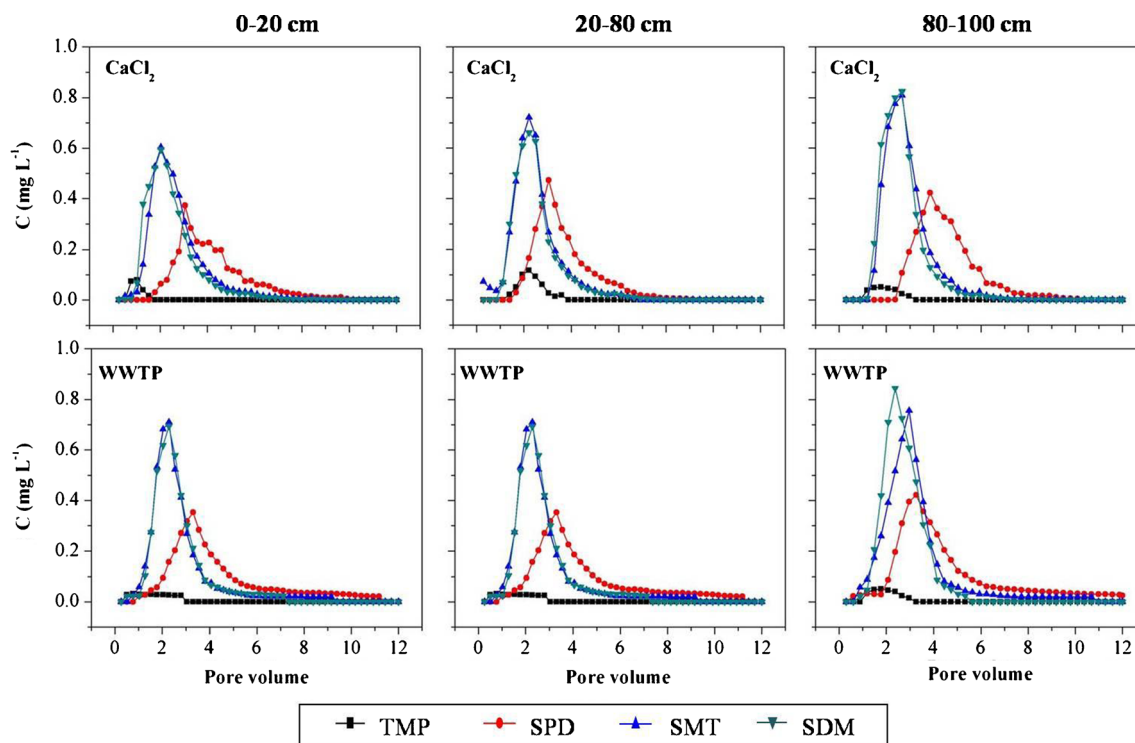 0-20 cm 20-80 cm 80-100 cm
1.0 CaCl₂ CaCl₂ CaCl₂
0.8
0.6
0.4
0.2
0.0
C (mg L⁻¹)
1.0 WWTP WWTP WWTP
0.8
0.6
0.4
0.2
0.0
C (mg L⁻¹)
0 2 4 6 8 10 12 0 2 4 6 8 10 12 0 2 4 6 8 10 12
Pore volume Pore volume Pore volume
TMP SPD SMT SDM